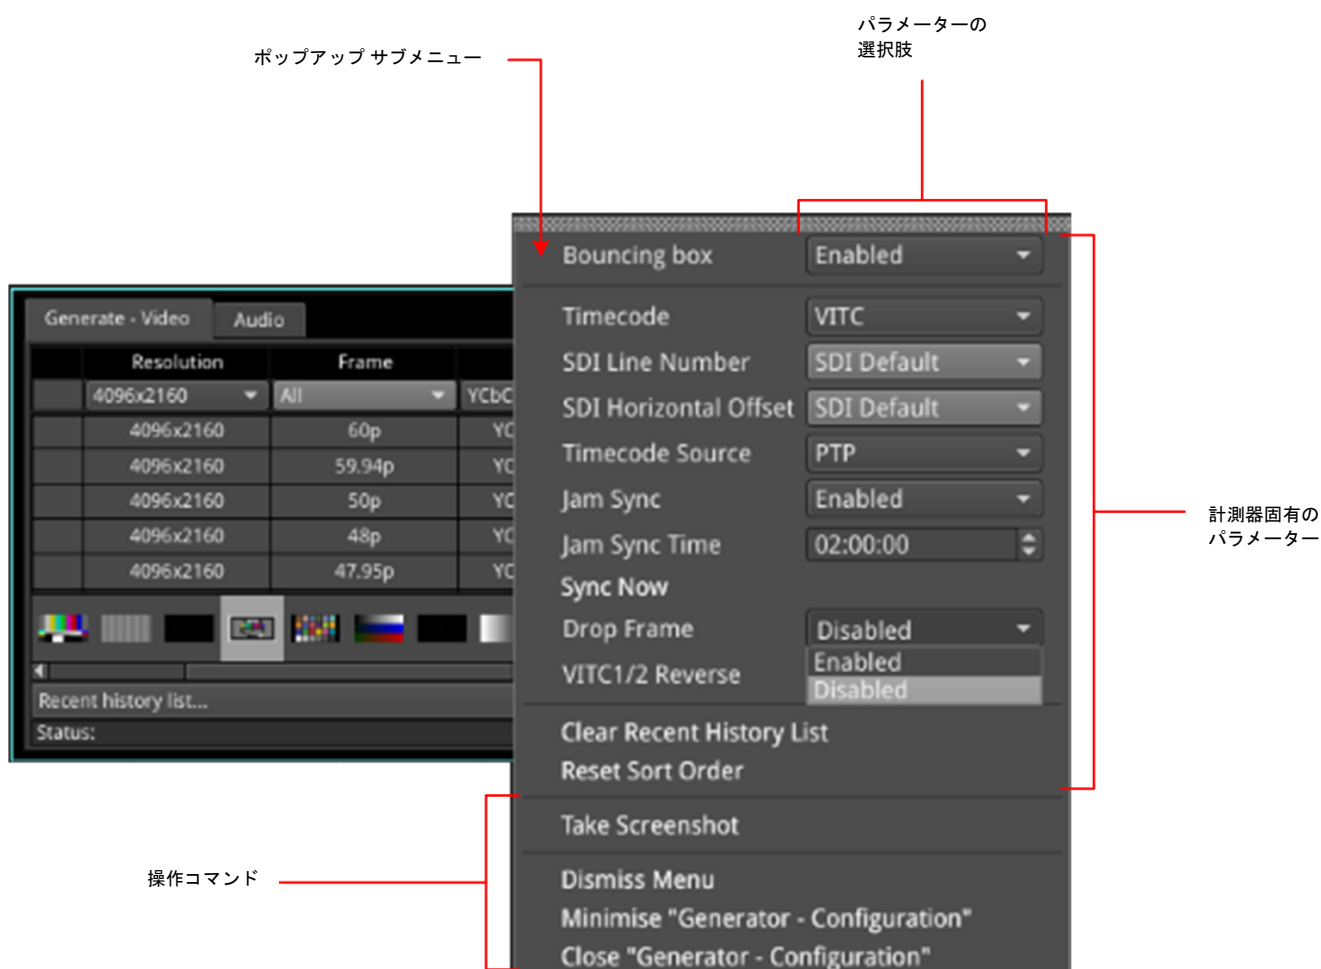 パラメーターの
選択肢
ポップアップ サブメニュー
Bouncing box Enabled
Timecode VITC
SDI Line Number SDI Default
SDI Horizontal Offset SDI Default
Timecode Source PTP
Jam Sync Enabled
Jam Sync Time 02:00:00
Sync Now
Drop Frame Disabled
Enabled
VITC1/2 Reverse
Disabled
Clear Recent History List
Reset Sort Order
Take Screenshot
Dismiss Menu
Minimise "Generator - Configuration"
Close "Generator - Configuration"
Generate - Video Audio
Resolution Frame
4096x2160 All YCbC
4096x2160 60p YC
4096x2160 59.94p YC
4096x2160 50p YC
4096x2160 48p YC
4096x2160 47.95p YC
Recent history list...
Status:
計測器固有の
パラメーター
操作コマンド